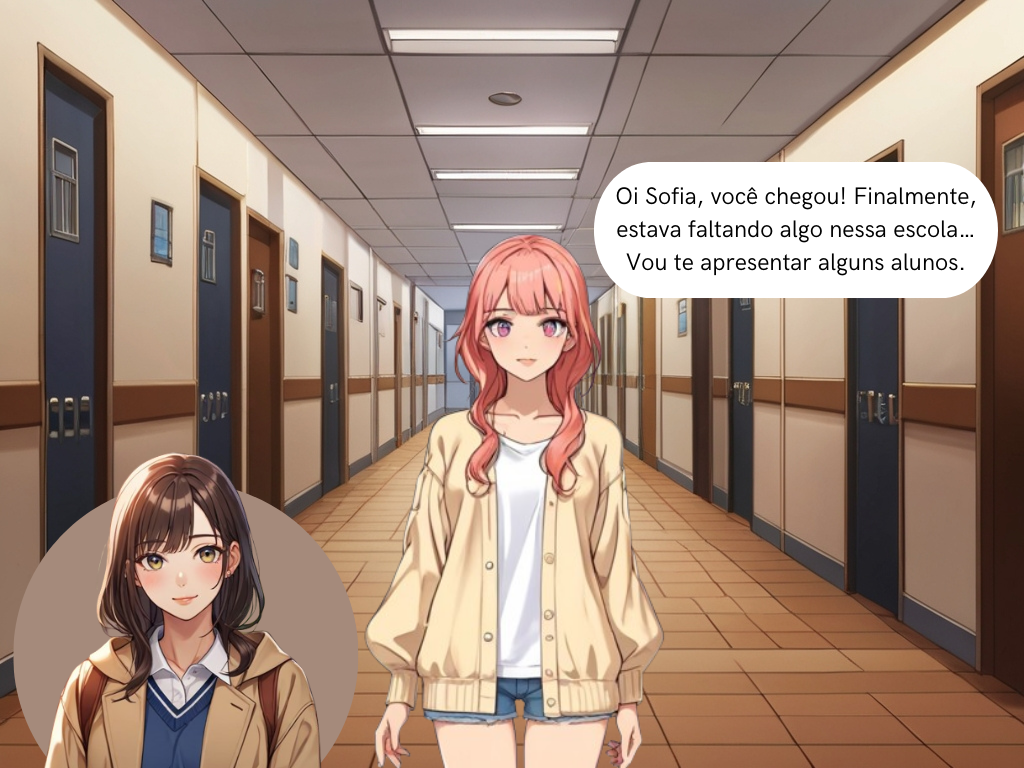 Oi Sofia, você chegou! Finalmente,
estava faltando algo nessa escola...
Vou te apresentar alguns alunos.